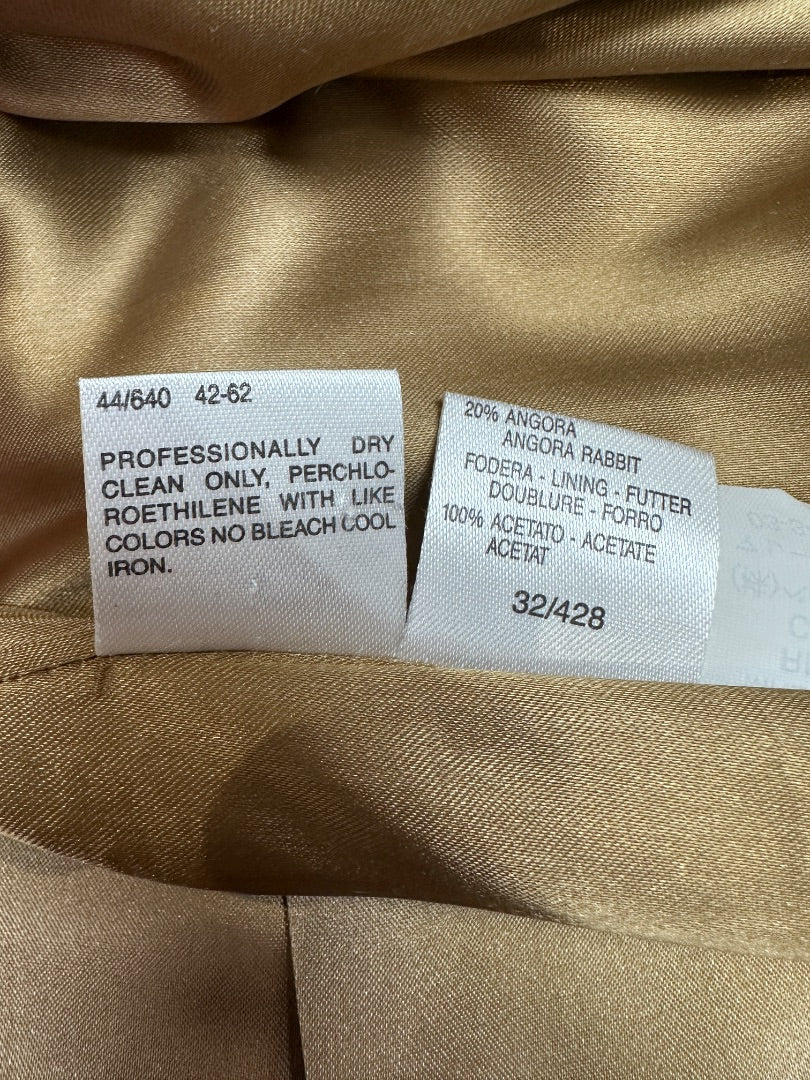 44/640 42-62
PROFESSIONALLY DRY
CLEAN ONLY, PERCHLO-
ROETHILENE WITH LIKE
COLORS NO BLEACH COOL
IRON.
20% ANGORA
ANGORA RABBIT
FODERA - LINING - FUTTER
DOUBLURE - FORRO
100% ACETATO - ACETATE
ACETAT
32/428